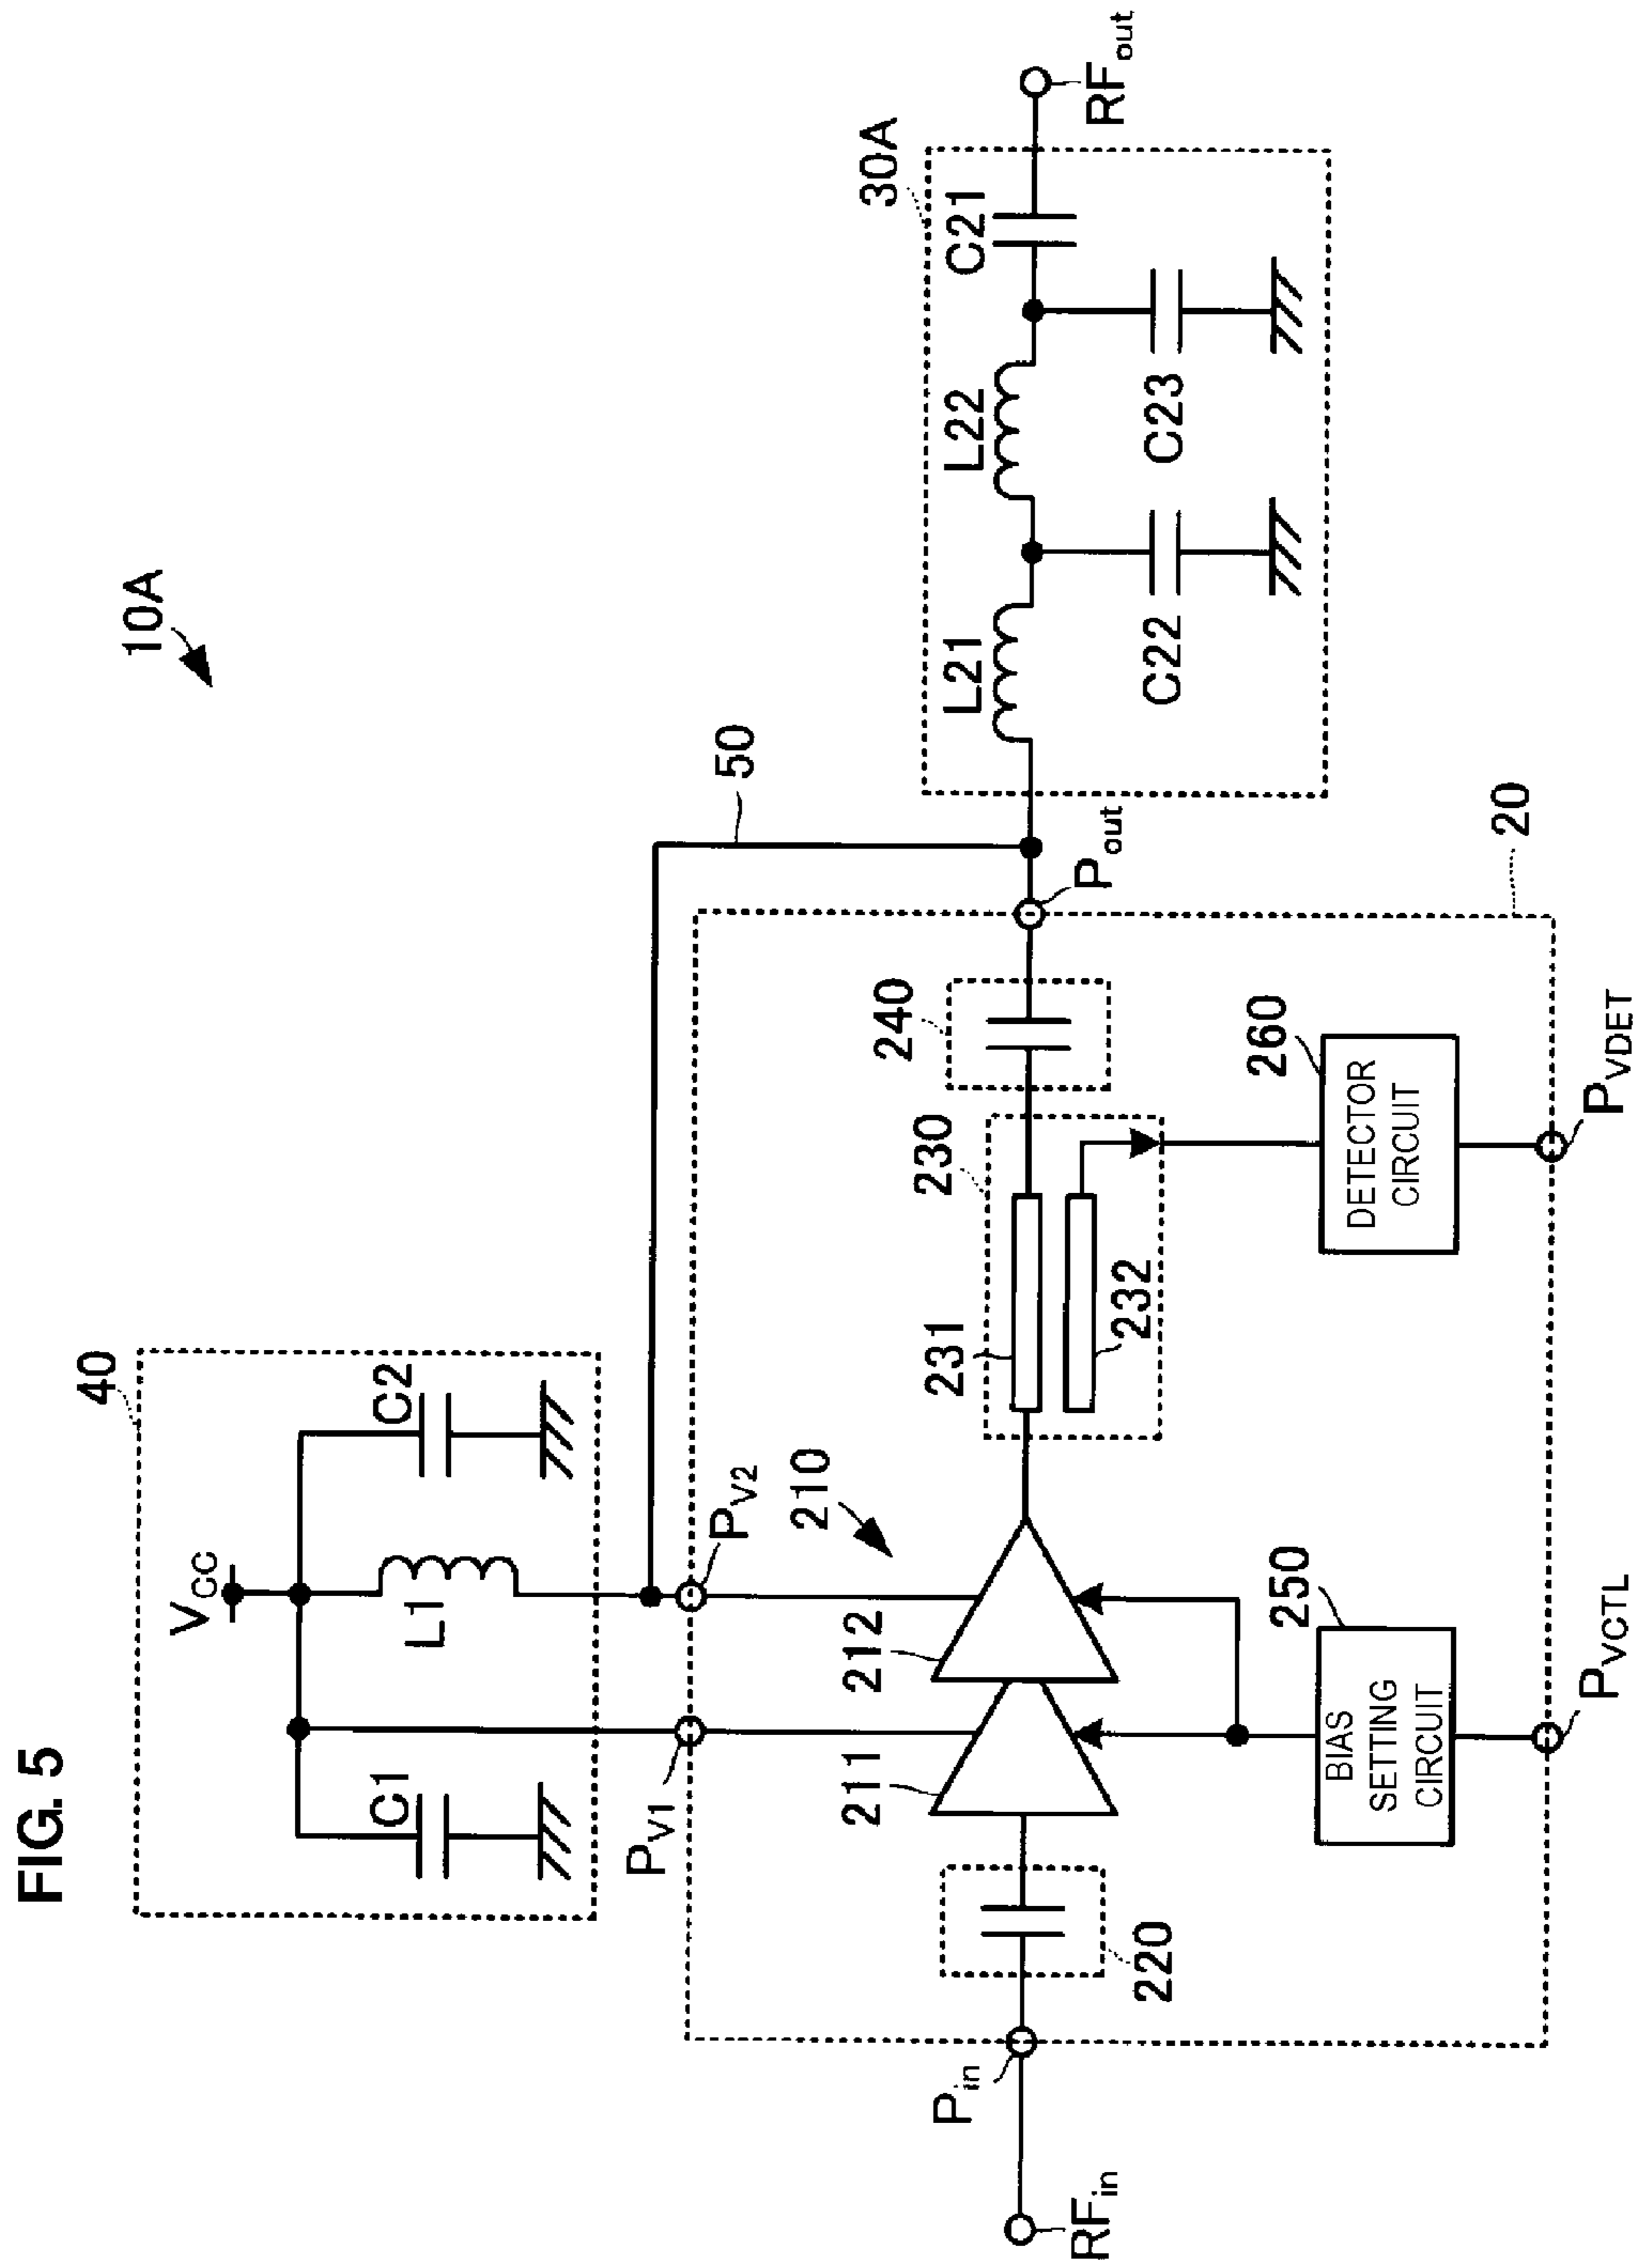 FIG. 5
10A
40
VCC
C1
L1
C2
50
PV1
PV2
30A
L21
L22
C21
C22
C23
RFout
Pout
20
210
211
212
220
230
231
232
240
250
BIAS
SETTING
CIRCUIT
260
DETECTOR
CIRCUIT
RFin
Pin
PVCTL
PVDET